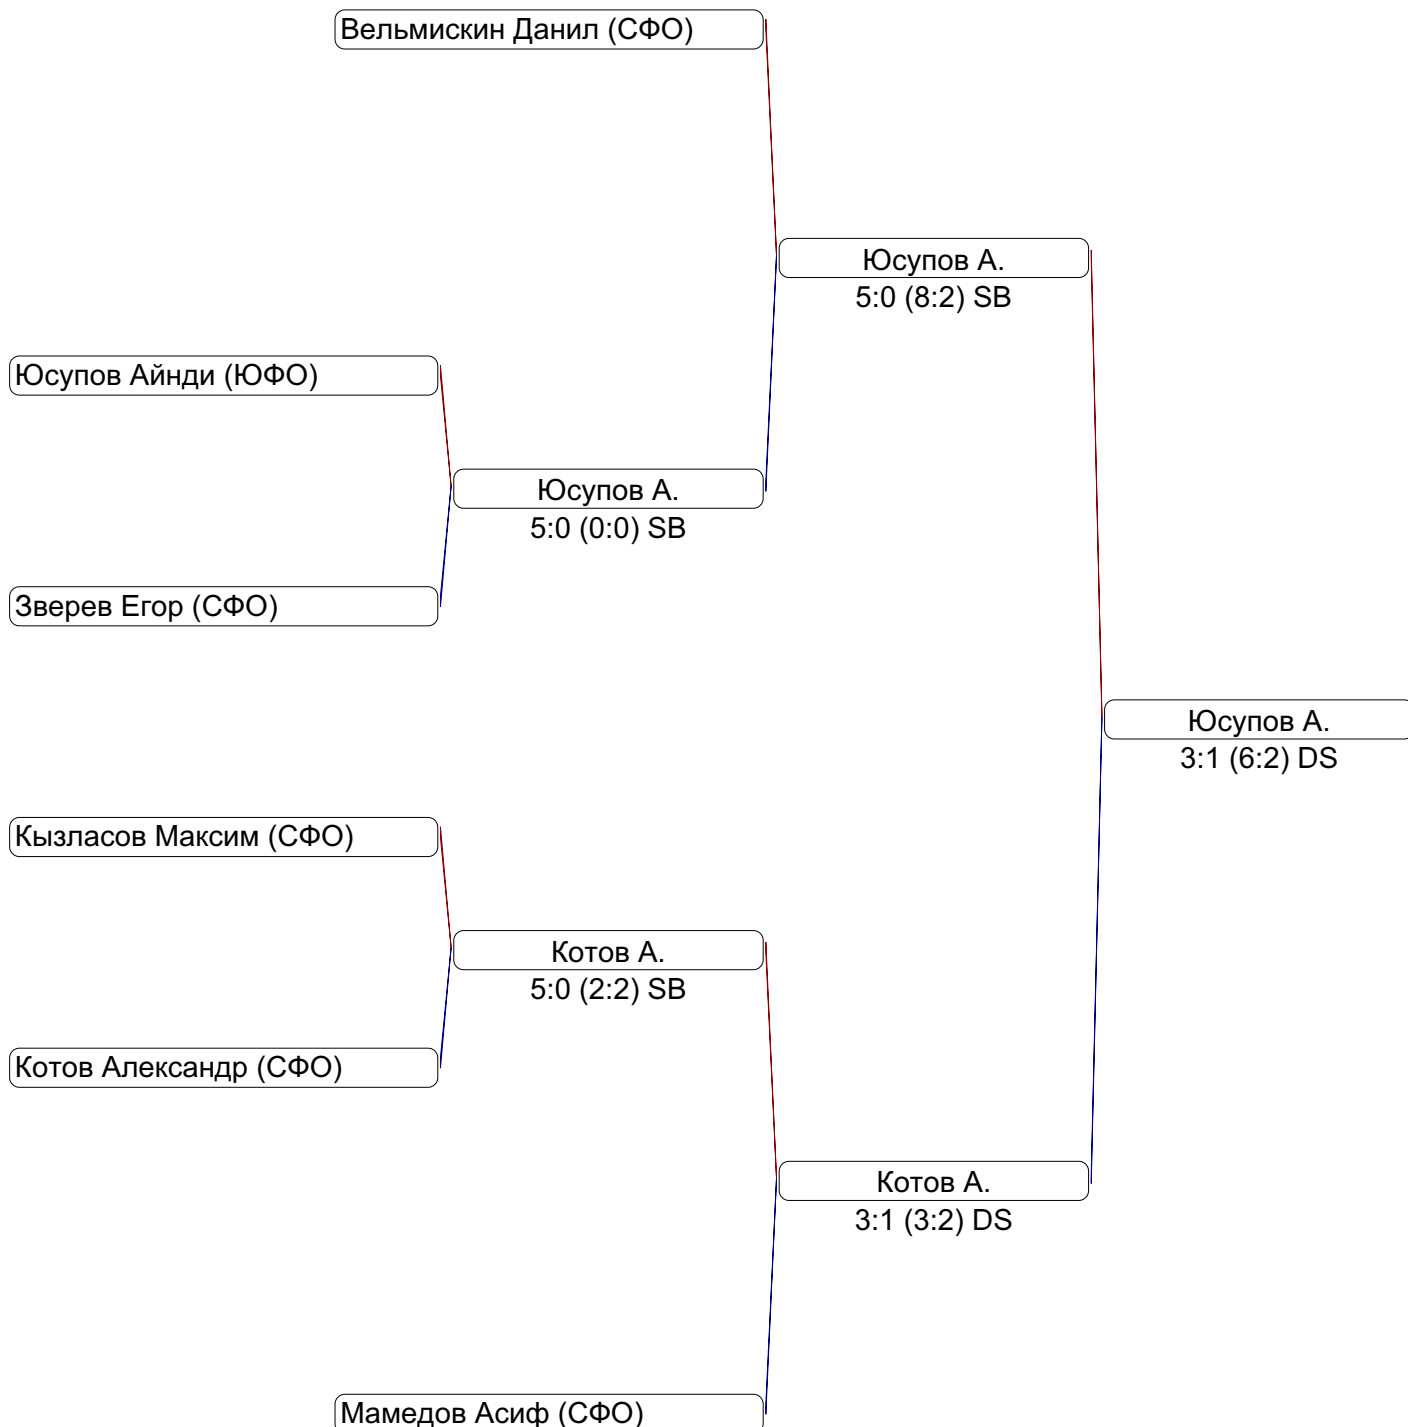 Вельмискин Данил (СФО)
Юсупов А.
5:0 (8:2) SB
Юсупов Айнди (ЮФО)
Юсупов А.
5:0 (0:0) SB
Зверев Егор (СФО)
Юсупов А.
3:1 (6:2) DS
Кызласов Максим (СФО)
Котов А.
5:0 (2:2) SB
Котов Александр (СФО)
Котов А.
3:1 (3:2) DS
Мамедов Асиф (СФО)